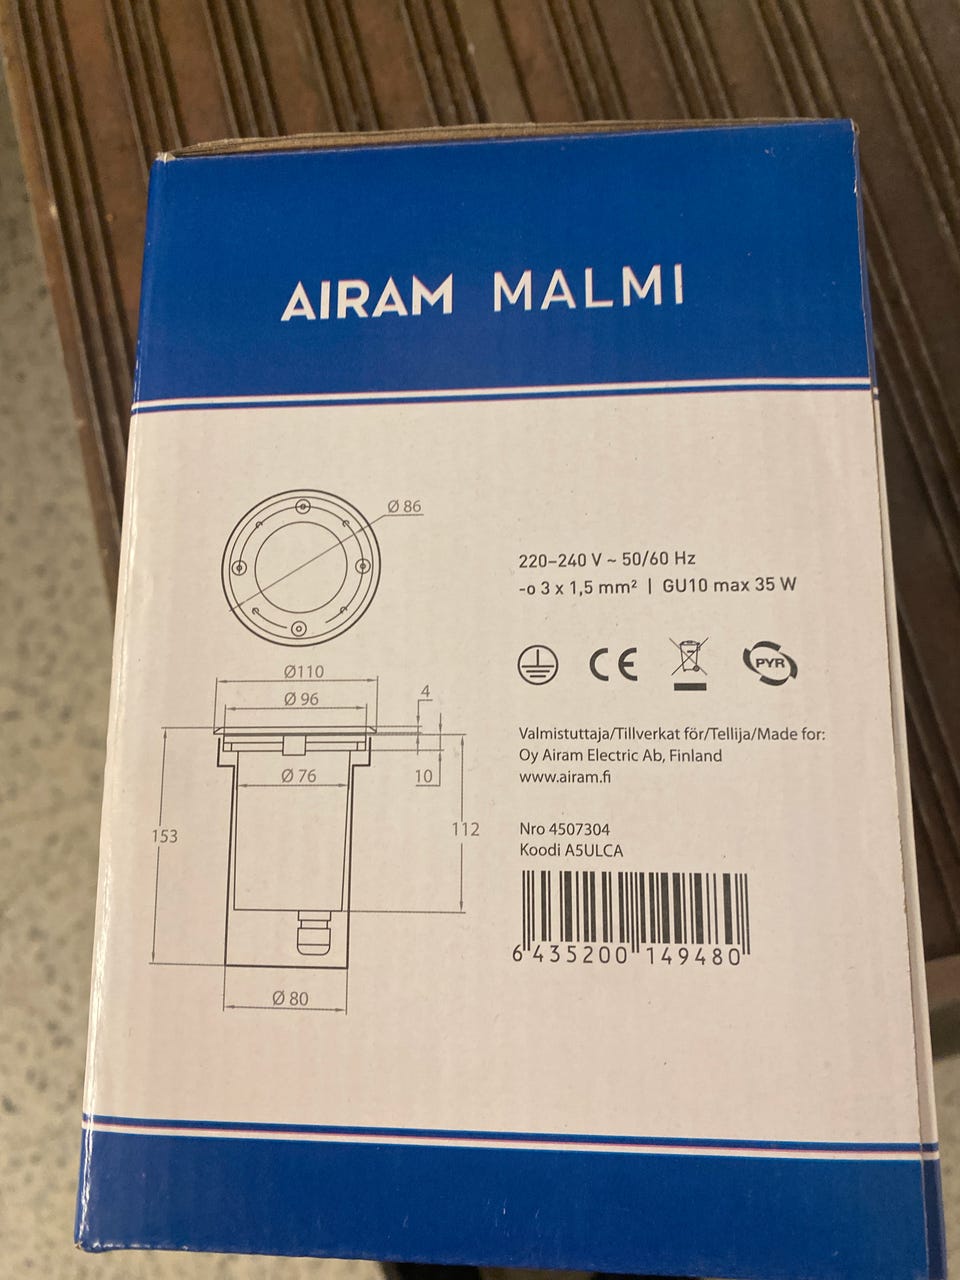 AIRAM MALMI
Ø 86
220–240 V ~ 50/60 Hz
-o 3 x 1,5 mm² | GU10 max 35 W
CE
PYR
Ø110
Ø 96
4
Ø 76
10
153
112
Ø 80
Valmistuttaja/Tillverkat för/Tellija/Made for:
Oy Airam Electric Ab, Finland
www.airam.fi
Nro 4507304
Koodi A5ULCA
6 435200 149480